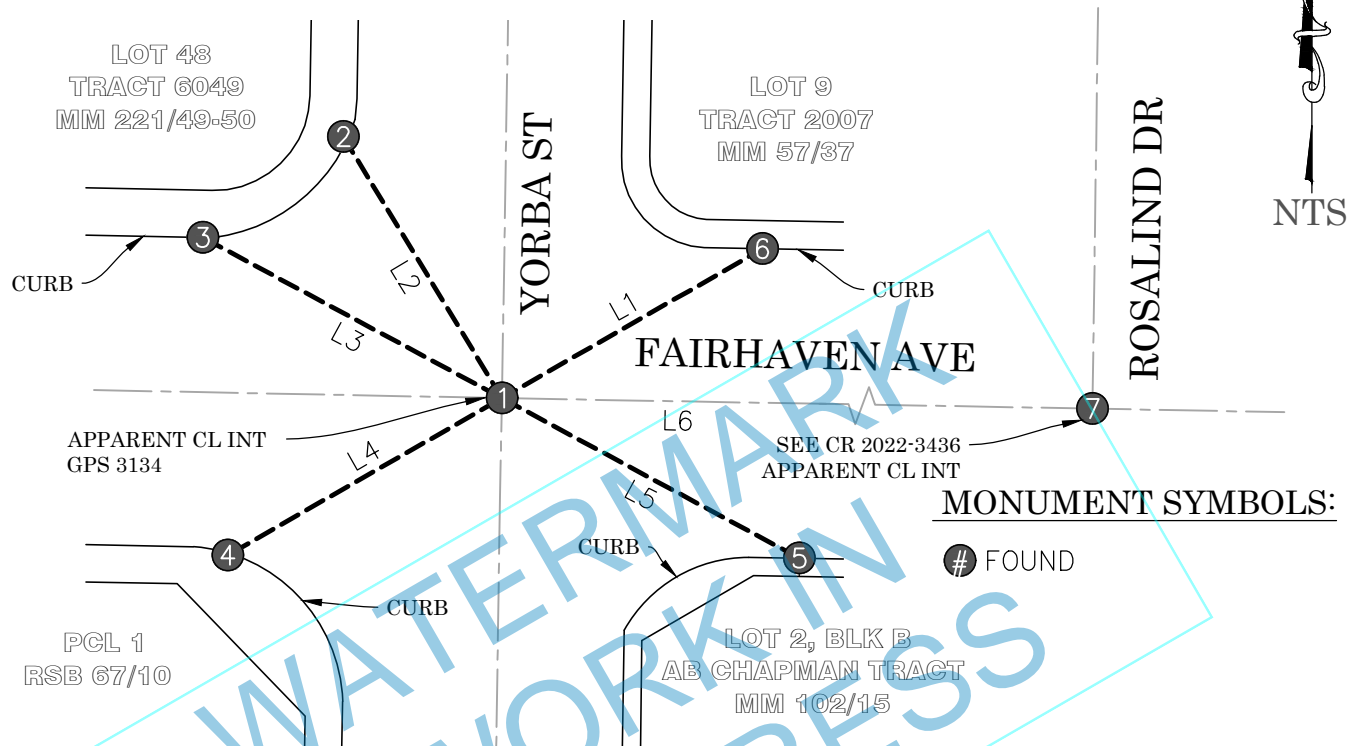 LOT 48
TRACT 6049
MM 221/49-50
LOT 9
TRACT 2007
MM 57/37
YORBA ST
ROSALIND DR
NTS
2
3
6
CURB
CURB
L2
L1
L3
FAIRHAVEN AVE
1
7
L6
APPARENT CL INT
GPS 3134
SEE CR 2022-3436
APPARENT CL INT
L4
L5
MONUMENT SYMBOLS:
# FOUND
4
5
CURB
CURB
PCL 1
RSB 67/10
LOT 2, BLK B
AB CHAPMAN TRACT
MM 102/15
WATERMARK
WORK IN